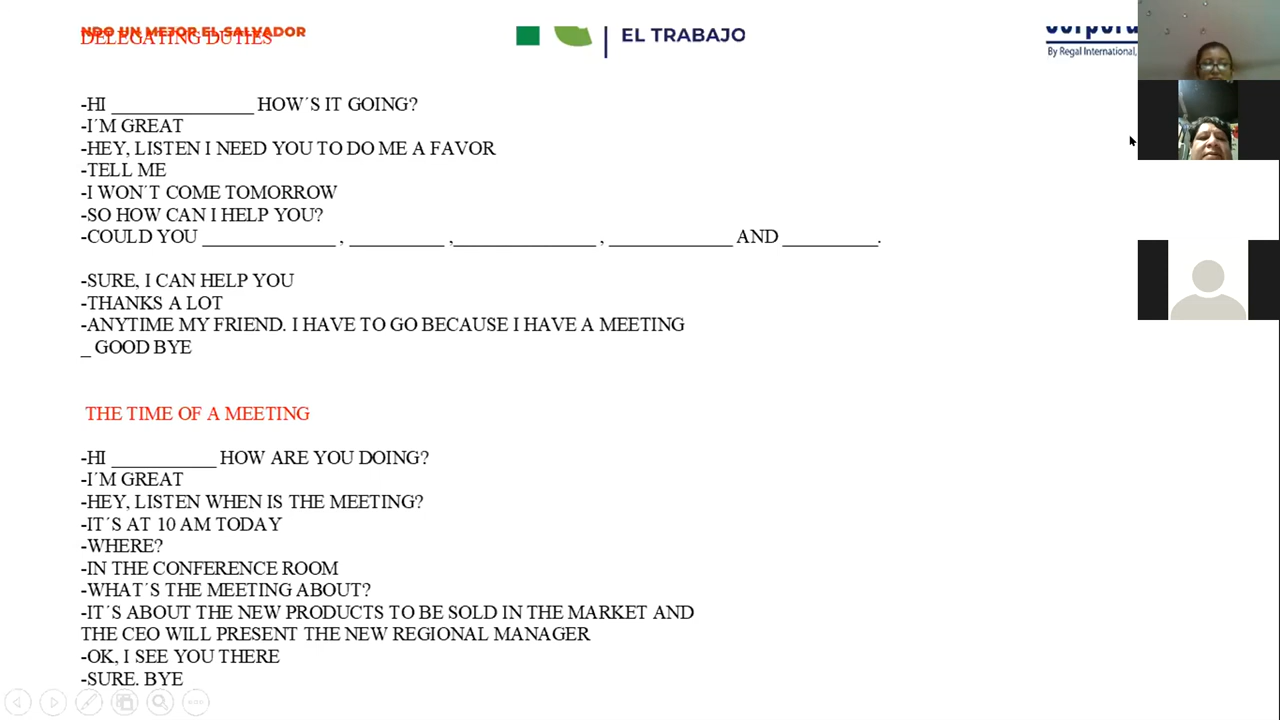 NDO UN MEJOR EL SALVADOR
DELEGATING DUTIES
EL TRABAJO
By Regal International,
-HI _______________ HOW´S IT GOING?
-I´M GREAT
-HEY, LISTEN I NEED YOU TO DO ME A FAVOR
-TELL ME
-I WON´T COME TOMORROW
-SO HOW CAN I HELP YOU?
-COULD YOU ______________ , __________ ,_______________ , _____________ AND __________.
-SURE, I CAN HELP YOU
-THANKS A LOT
-ANYTIME MY FRIEND. I HAVE TO GO BECAUSE I HAVE A MEETING
_ GOOD BYE
THE TIME OF A MEETING
-HI ___________ HOW ARE YOU DOING?
-I´M GREAT
-HEY, LISTEN WHEN IS THE MEETING?
-IT´S AT 10 AM TODAY
-WHERE?
-IN THE CONFERENCE ROOM
-WHAT´S THE MEETING ABOUT?
-IT´S ABOUT THE NEW PRODUCTS TO BE SOLD IN THE MARKET AND
THE CEO WILL PRESENT THE NEW REGIONAL MANAGER
-OK, I SEE YOU THERE
-SURE. BYE